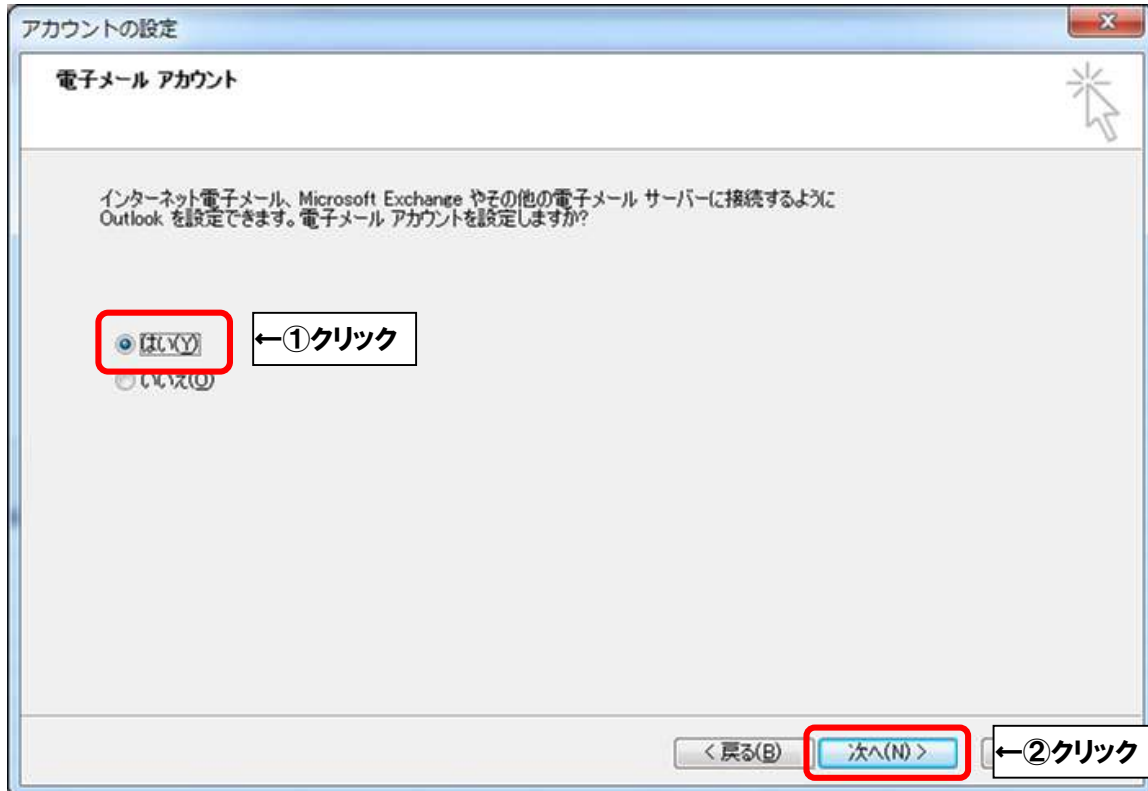 アカウントの設定
電子メール アカウント
インターネット電子メール、Microsoft Exchange やその他の電子メール サーバーに接続するように
Outlook を設定できます。電子メール アカウントを設定しますか?
はい(Y)
←①クリック
いいえ(O)
< 戻る(B)
次へ(N) >
←②クリック